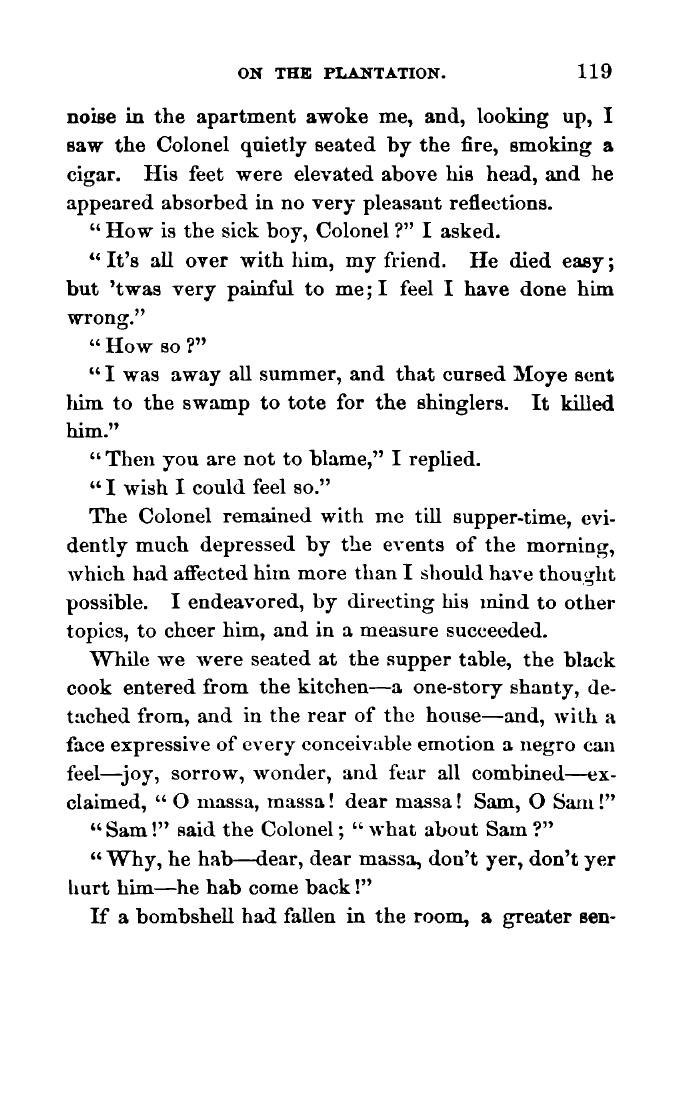 ON THE PLANTATION. 119
noise in the apartment awoke me, and, looking up, I
saw the Colonel quietly seated by the fire, smoking a
cigar. His feet were elevated above his head, and he
appeared absorbed in no very pleasant reflections.
“How is the sick boy, Colonel?” I asked.
“It’s all over with him, my friend. He died easy;
but ’twas very painful to me; I feel I have done him
wrong.”
“How so?”
“I was away all summer, and that cursed Moye sent
him to the swamp to tote for the shinglers. It killed
him.”
“Then you are not to blame,” I replied.
“I wish I could feel so.”
The Colonel remained with me till supper-time, evi-
dently much depressed by the events of the morning,
which had affected him more than I should have thought
possible. I endeavored, by directing his mind to other
topics, to cheer him, and in a measure succeeded.
While we were seated at the supper table, the black
cook entered from the kitchen—a one-story shanty, de-
tached from, and in the rear of the house—and, with a
face expressive of every conceivable emotion a negro can
feel—joy, sorrow, wonder, and fear all combined—ex-
claimed, “O massa, massa! dear massa! Sam, O Sam!”
“Sam!” said the Colonel; “what about Sam?”
“Why, he hab—dear, dear massa, don’t yer, don’t yer
hurt him—he hab come back!”
If a bombshell had fallen in the room, a greater sen-